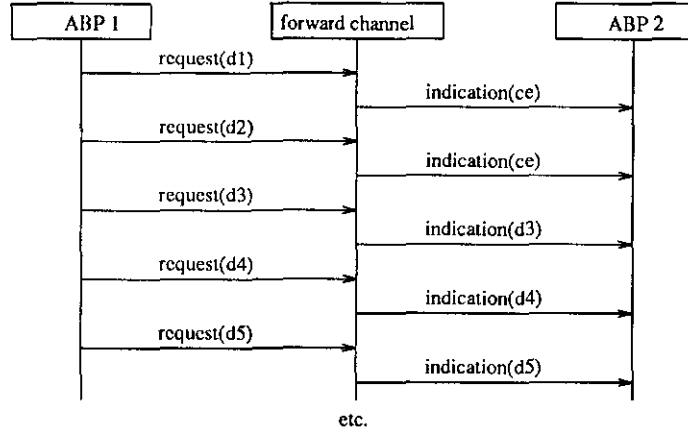 ABP 1
forward channel
ABP 2
request(d1)
indication(ce)
request(d2)
indication(ce)
request(d3)
indication(d3)
request(d4)
indication(d4)
request(d5)
indication(d5)
etc.